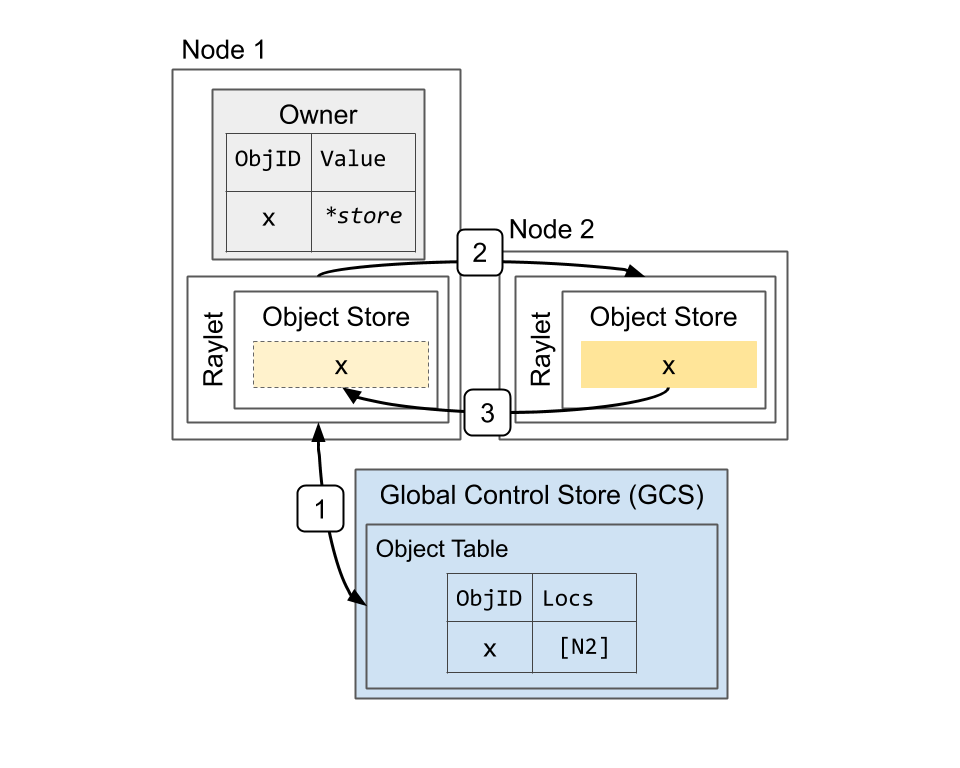 Node 1
Owner
ObjID Value
x *store
Node 2
2
Raylet
Object Store
x
Raylet
Object Store
x
3
1
Global Control Store (GCS)
Object Table
ObjID Locs
x [N2]